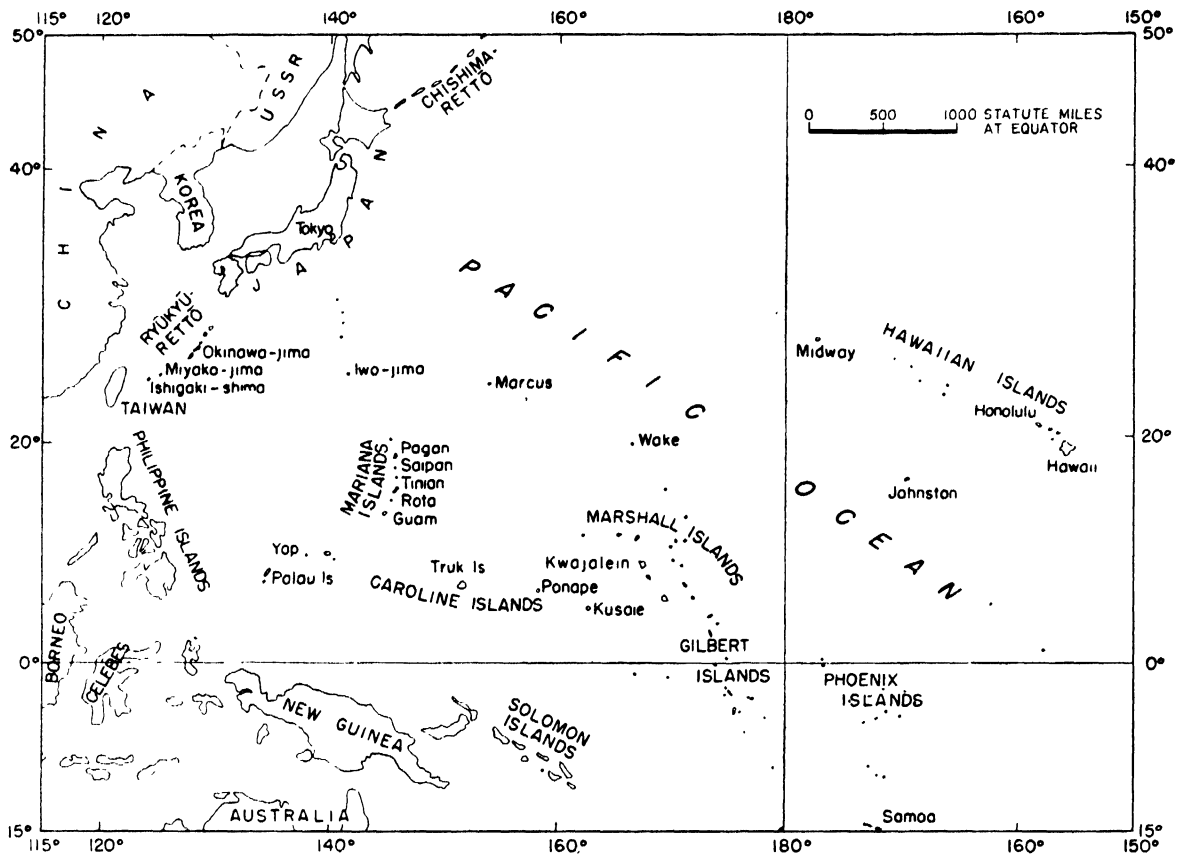 115° 120° 140° 160° 180° 160° 150°
50° 50°
USSR
CHISHIMA-
RETTŌ
0 500 1000 STATUTE MILES
AT EQUATOR
CHINA
40° 40°
KOREA
JAPAN
Tokyo
PACIFIC
OCEAN
RYŪKYŪ-
RETTŌ
Okinawa-jima
Miyako-jima
Ishigaki-shima
TAIWAN
Iwo-jima
Marcus
Midway
HAWAIIAN ISLANDS
Honolulu
Hawaii
20° 20°
Wake
Johnston
PHILIPPINE ISLANDS
MARIANA
ISLANDS
Pagan
Saipan
Tinian
Rota
Guam
MARSHALL ISLANDS
Yap
Palau Is
Truk Is
CAROLINE ISLANDS
Kwajalein
Ponape
Kusaie
BORNEO
CELEBES
GILBERT
ISLANDS
0° 0°
PHOENIX
ISLANDS
NEW GUINEA
SOLOMON
ISLANDS
AUSTRALIA
Samoa
15° 15°
115° 120° 140° 160° 180° 160° 150°